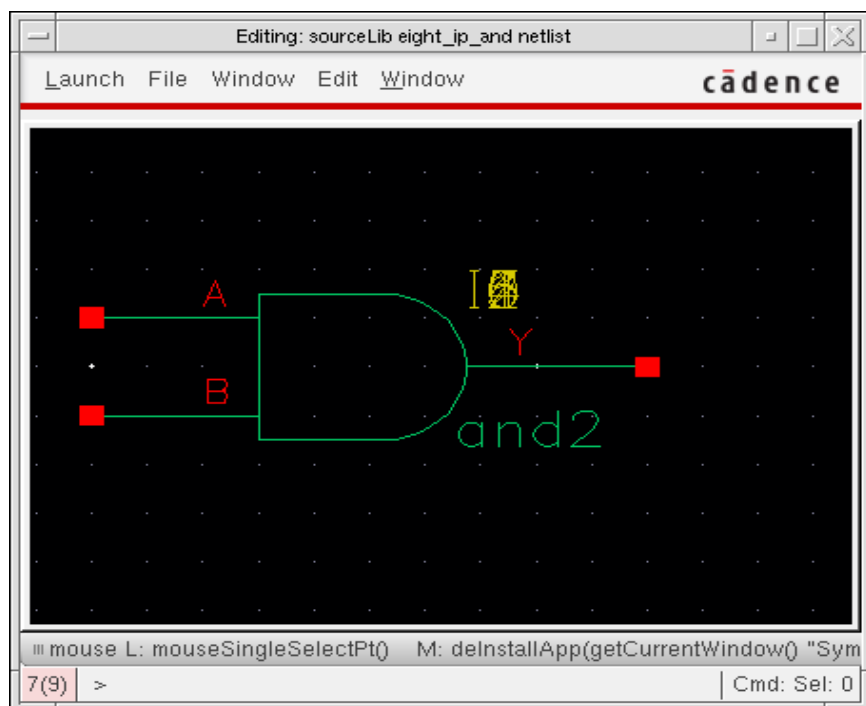 Editing: sourceLib eight_ip_and netlist
Launch File Window Edit Window cādence
A
B
Y
and2
mouse L: mouseSingleSelectPt() M: deInstallApp(getCurrentWindow() "Sym
7(9) > Cmd: Sel: 0